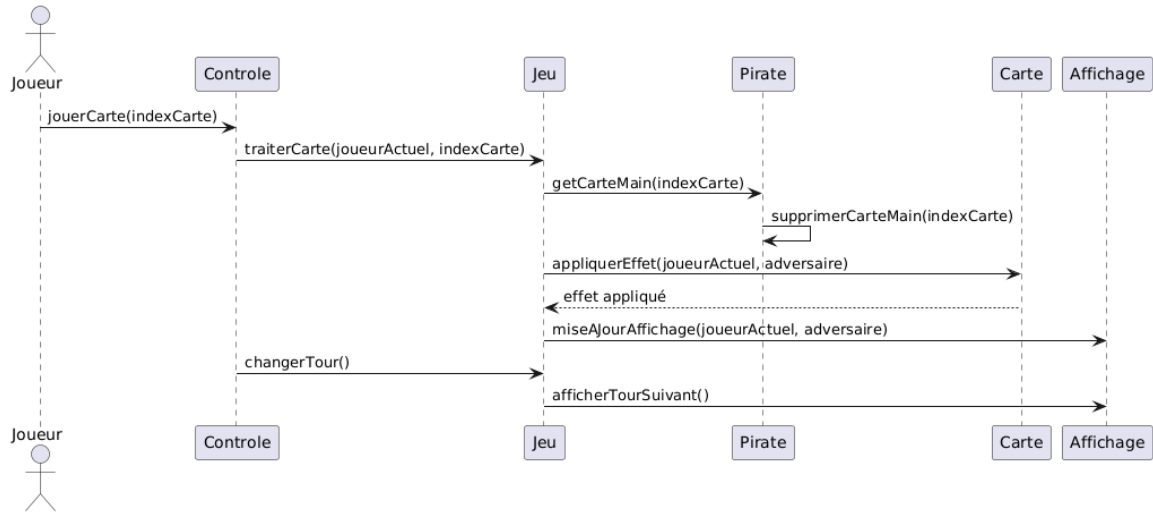 Joueur
Controle
Jeu
Pirate
Carte
Affichage
jouerCarte(indexCarte)
traiterCarte(joueurActuel, indexCarte)
getCarteMain(indexCarte)
supprimerCarteMain(indexCarte)
appliquerEffet(joueurActuel, adversaire)
effet appliqué
miseAJourAffichage(joueurActuel, adversaire)
changerTour()
afficherTourSuivant()
Joueur
Controle
Jeu
Pirate
Carte
Affichage